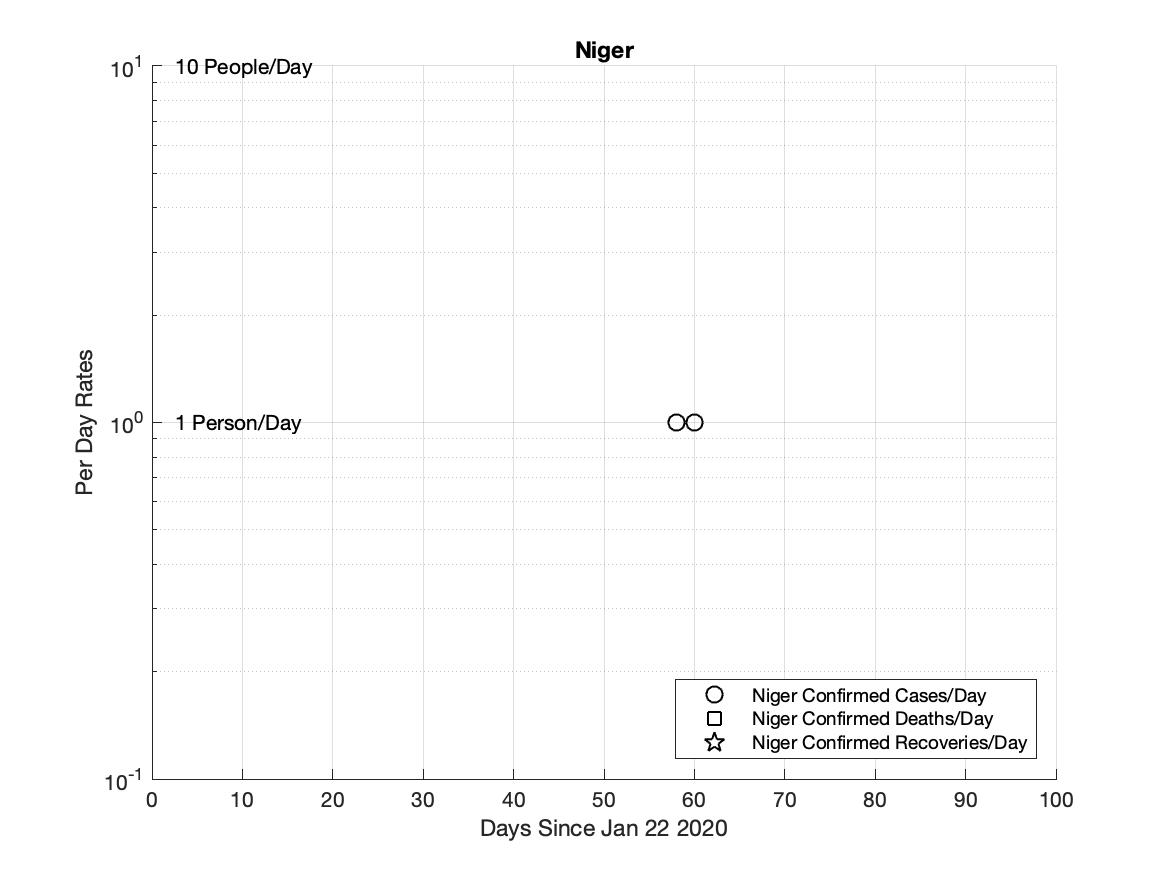 Niger
10^1
10 People/Day
Per Day Rates
10^0
1 Person/Day
Niger Confirmed Cases/Day
Niger Confirmed Deaths/Day
Niger Confirmed Recoveries/Day
10^-1
0 10 20 30 40 50 60 70 80 90 100
Days Since Jan 22 2020